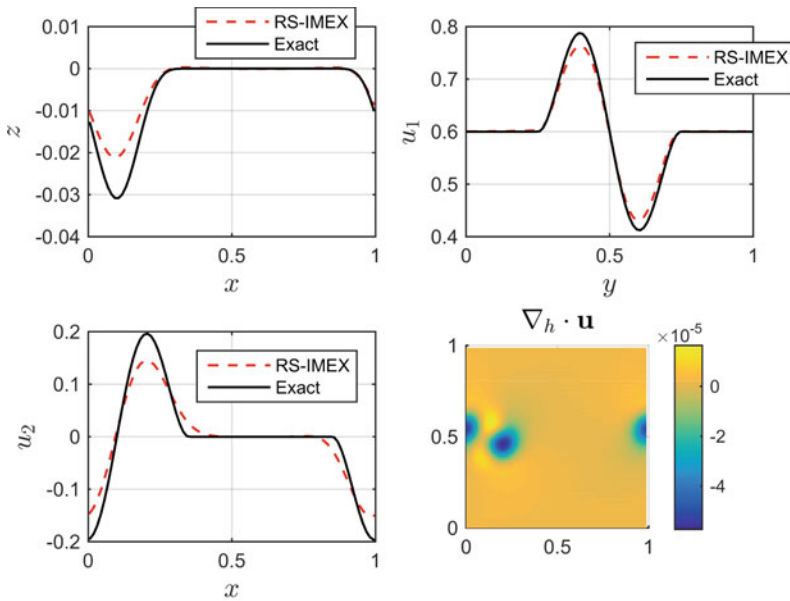 0.01
0
-0.01
-0.02
-0.03
-0.04
z
RS-IMEX
Exact
0
0.5
1
x
0.8
0.7
0.6
0.5
0.4
u₁
RS-IMEX
Exact
0
0.5
1
y
0.2
0.1
0
-0.1
-0.2
u₂
RS-IMEX
Exact
0
0.5
1
x
∇ₕ · u
×10⁻⁵
1
0.5
0
0
0.5
1
0
-2
-4